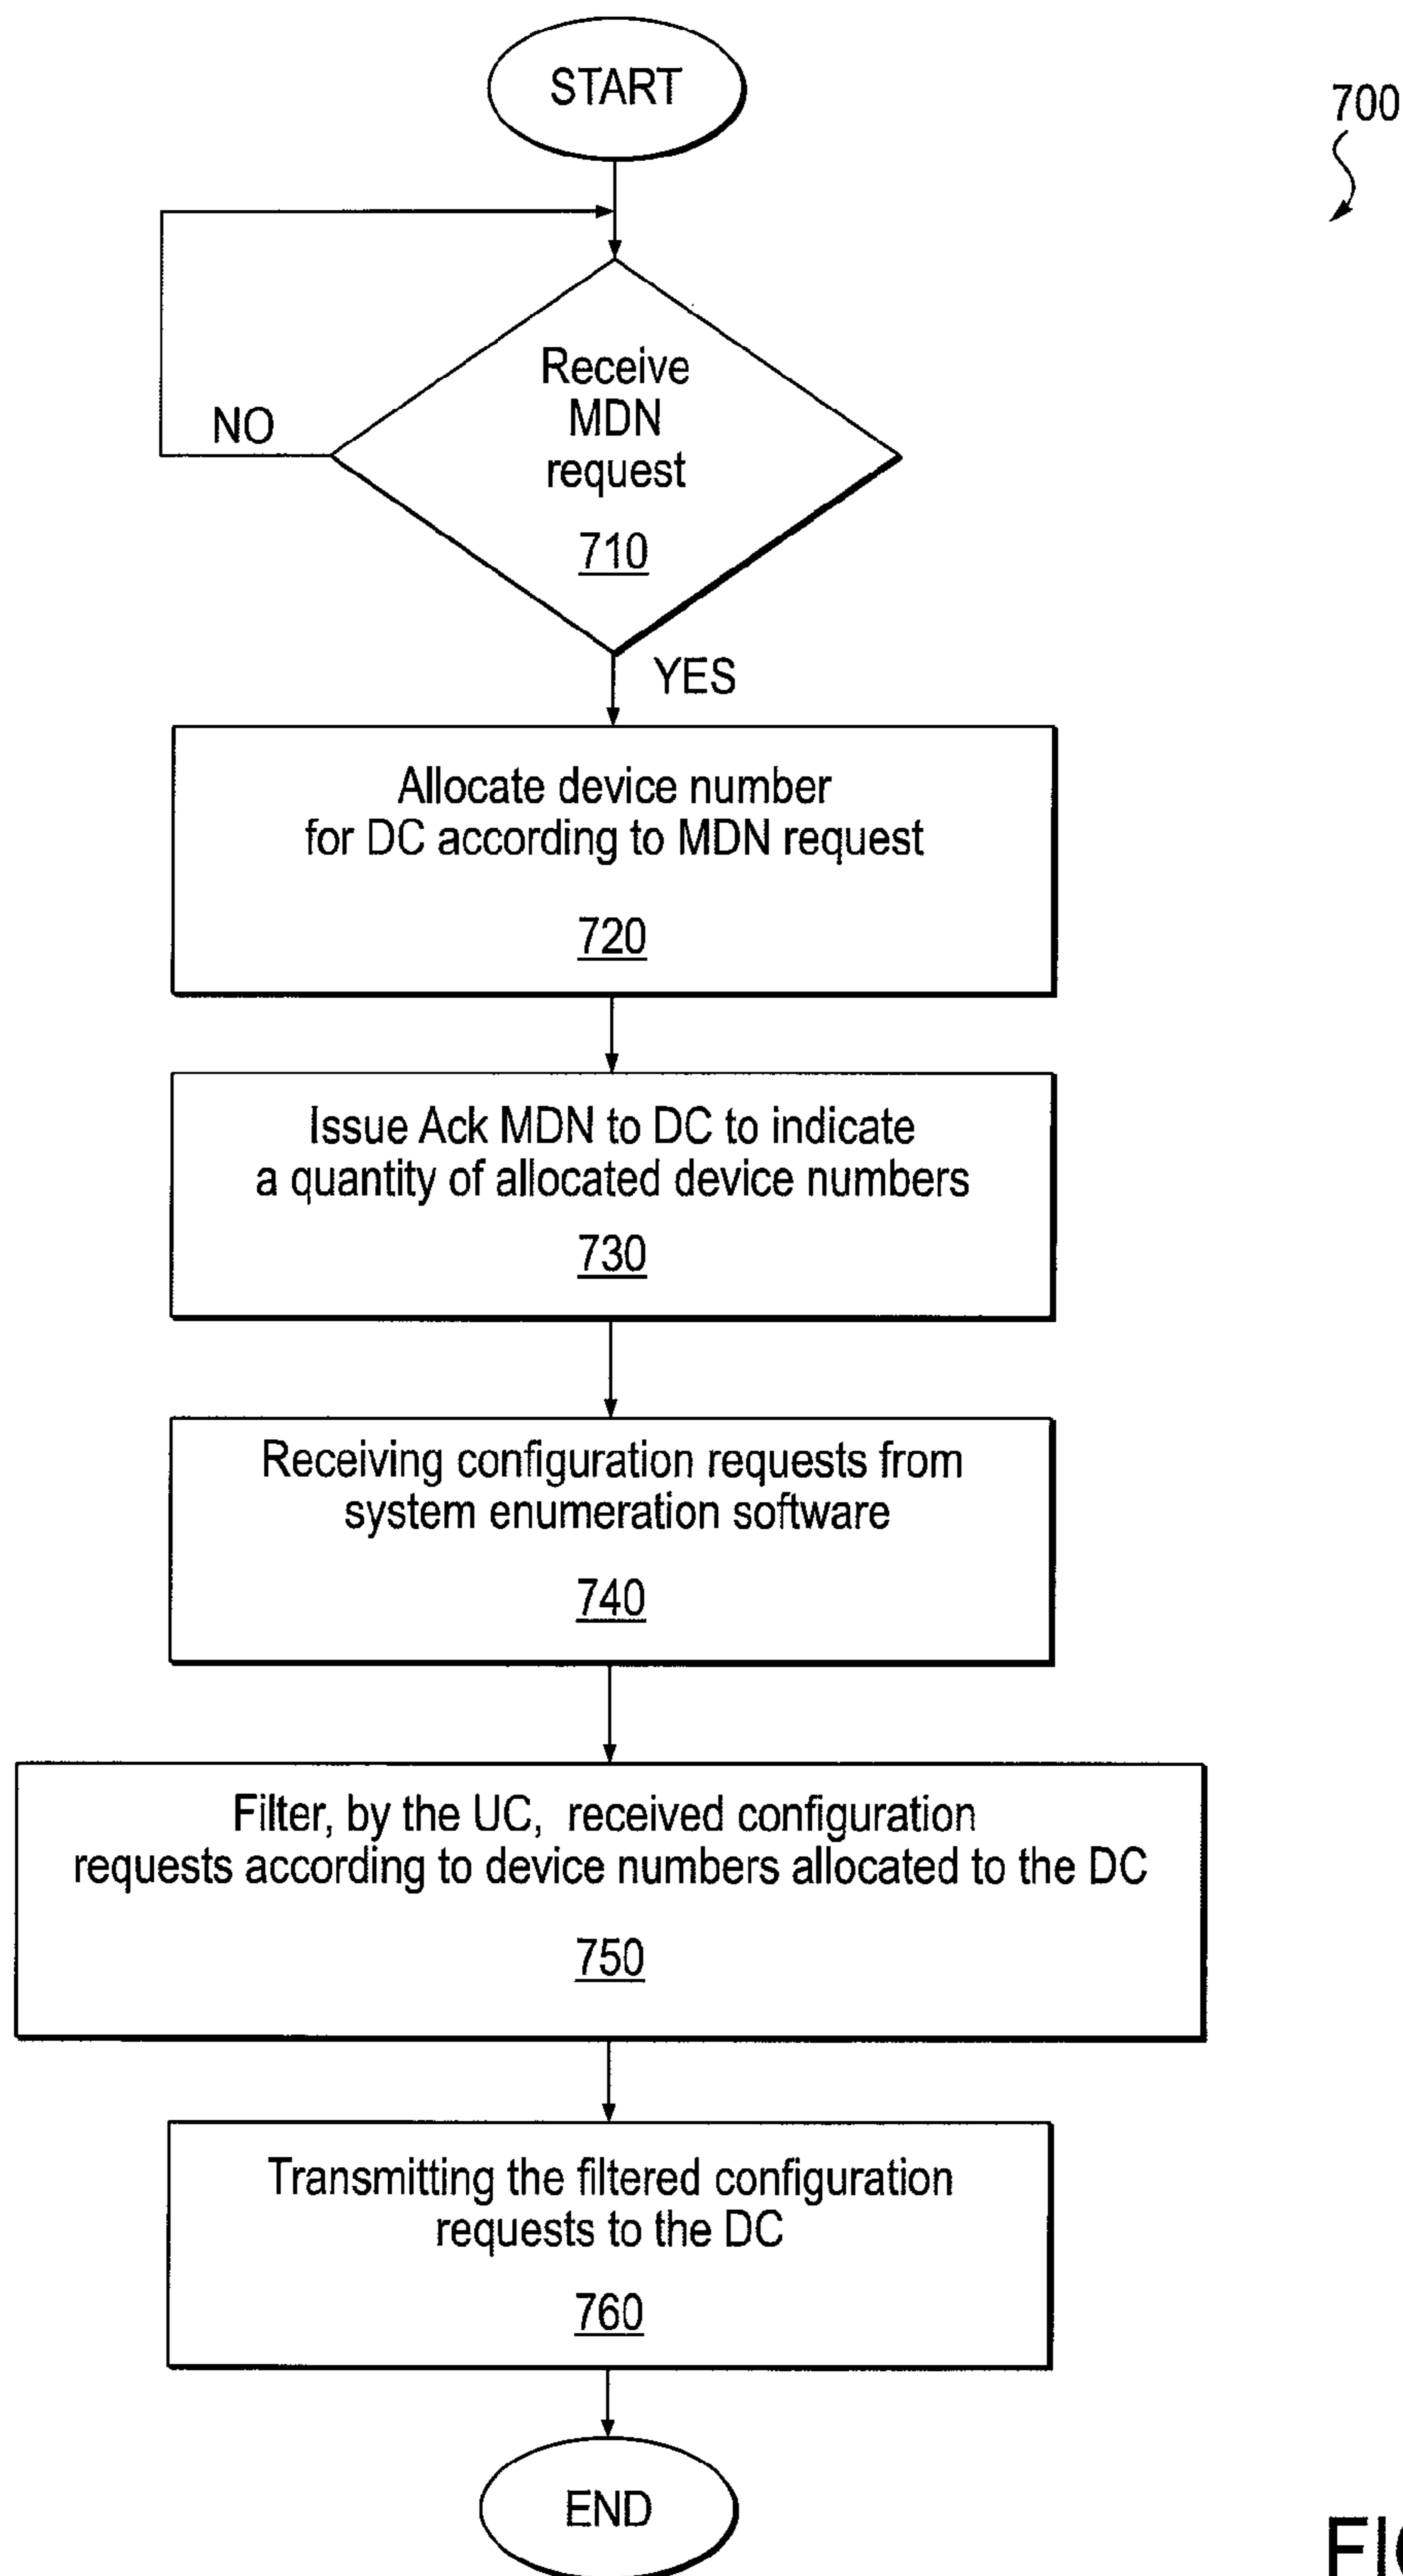 START
700
NO
Receive
MDN
request
710
YES
Allocate device number
for DC according to MDN request
720
Issue Ack MDN to DC to indicate
a quantity of allocated device numbers
730
Receiving configuration requests from
system enumeration software
740
Filter, by the UC, received configuration
requests according to device numbers allocated to the DC
750
Transmitting the filtered configuration
requests to the DC
760
END